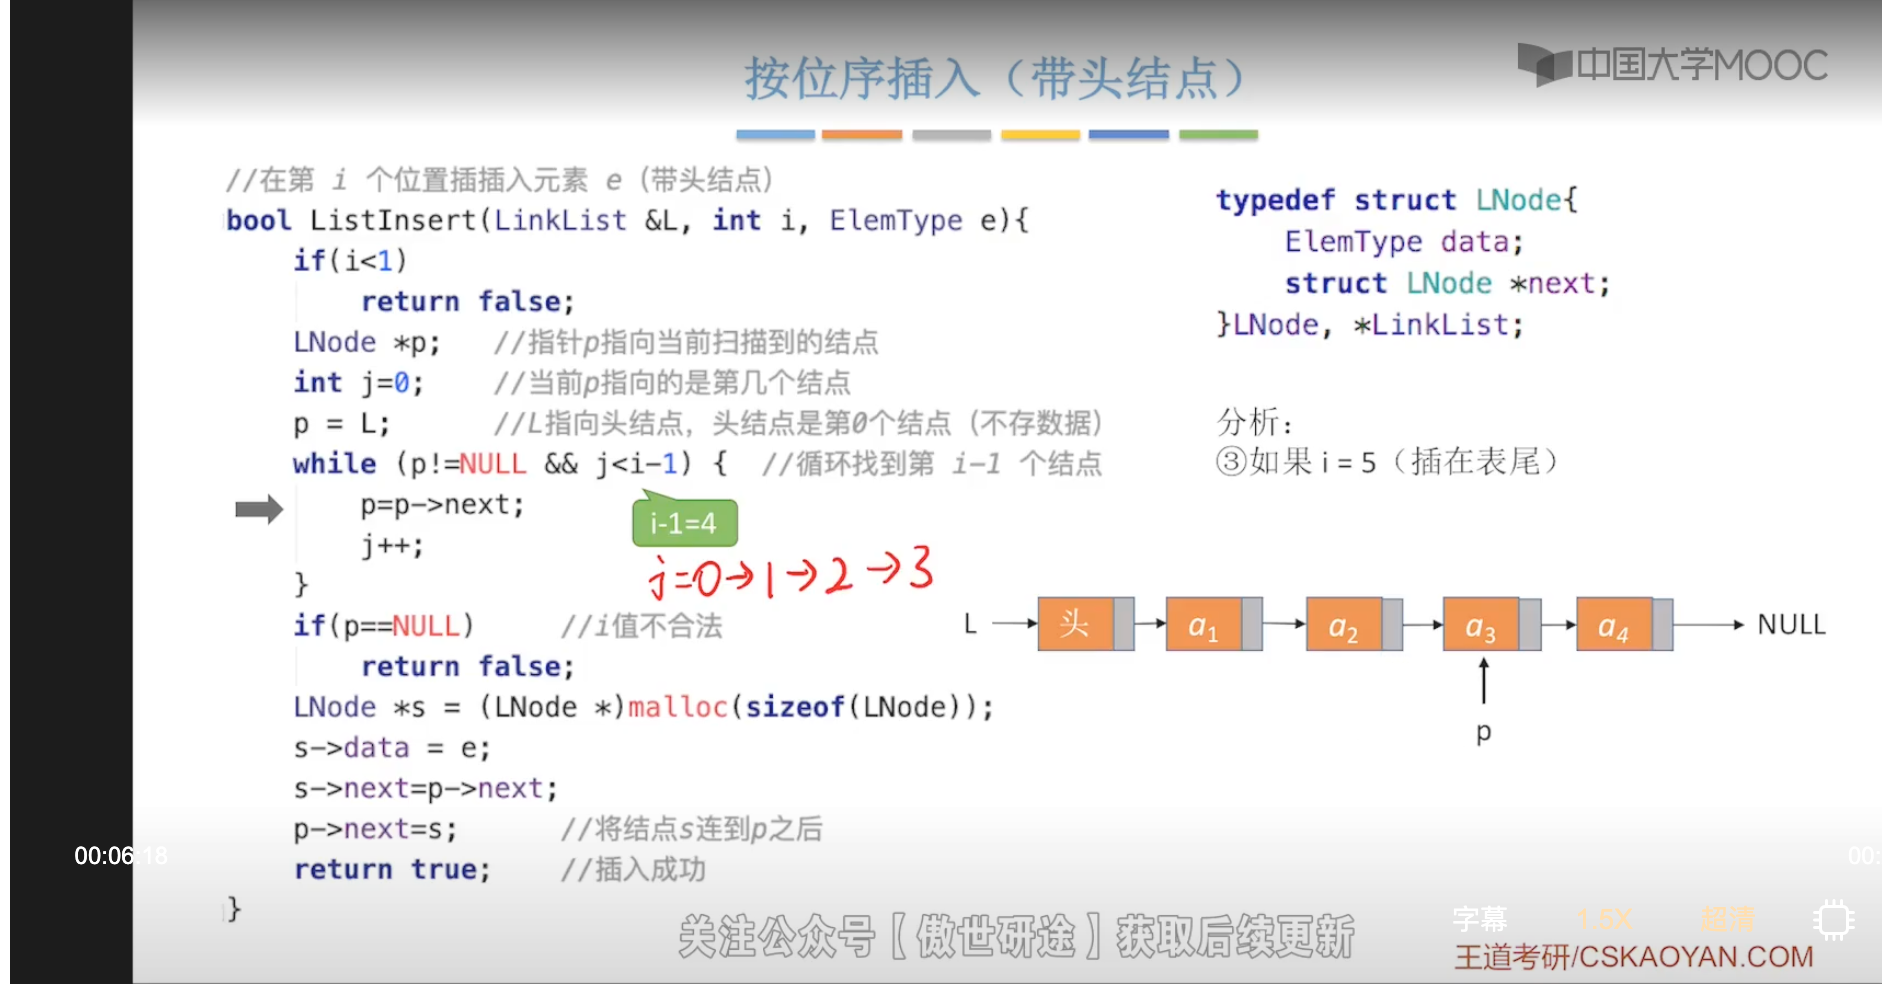 按位序插入（带头结点）
中国大学MOOC
//在第 i 个位置插插入元素 e（带头结点）
bool ListInsert(LinkList &L, int i, ElemType e){
if(i<1)
return false;
LNode *p; //指针p指向当前扫描到的结点
int j=0; //当前p指向的是第几个结点
p = L; //L指向头结点，头结点是第0个结点（不存数据）
while (p!=NULL && j<i-1) { //循环找到第 i-1 个结点
p=p->next;
j++;
}
i-1=4
j=0→1→2→3
if(p==NULL) //i值不合法
return false;
LNode *s = (LNode *)malloc(sizeof(LNode));
s->data = e;
s->next=p->next;
p->next=s; //将结点s连到p之后
return true; //插入成功
}
typedef struct LNode{
ElemType data;
struct LNode *next;
}LNode, *LinkList;
分析：
③如果 i = 5（插在表尾）
L 头 a1 a2 a3 a4 NULL
p
00:06:18
00:
关注公众号【傲世研途】获取后续更新
字幕 1.5X 超清
王道考研/CSKAOYAN.COM